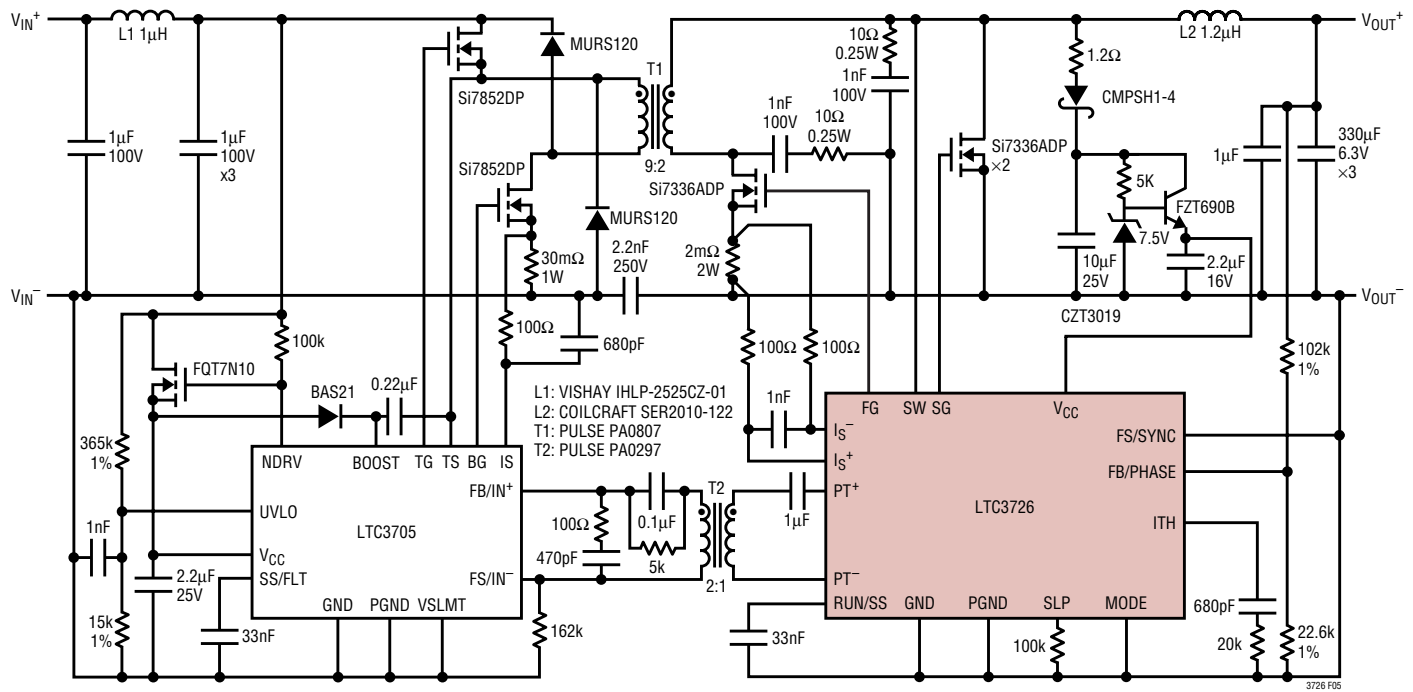 VIN+
L1 1µH
1µF
100V
1µF
100V
x3
VIN−
Si7852DP
MURS120
Si7852DP
30mΩ
1W
MURS120
2.2nF
250V
T1
9:2
1nF
100V
10Ω
0.25W
10Ω
0.25W
1nF
100V
Si7336ADP
2mΩ
2W
Si7336ADP
×2
1.2Ω
CMPSH1-4
5K
7.5V
FZT690B
10µF
25V
2.2µF
16V
CZT3019
L2 1.2µH
VOUT+
1µF
330µF
6.3V
×3
VOUT−
100k
FQT7N10
BAS21
0.22µF
100Ω
680pF
365k
1%
1nF
15k
1%
2.2µF
25V
33nF
NDRV
BOOST
TG
TS
BG
IS
FB/IN+
UVLO
LTC3705
VCC
SS/FLT
FS/IN−
GND
PGND
VSLMT
162k
L1: VISHAY IHLP-2525CZ-01
L2: COILCRAFT SER2010-122
T1: PULSE PA0807
T2: PULSE PA0297
100Ω
470pF
0.1µF
5k
T2
2:1
1µF
100Ω
100Ω
1nF
FG
SW
SG
VCC
IS−
IS+
PT+
LTC3726
PT−
RUN/SS
GND
PGND
SLP
MODE
FS/SYNC
FB/PHASE
ITH
33nF
100k
680pF
20k
102k
1%
22.6k
1%
3726 F05